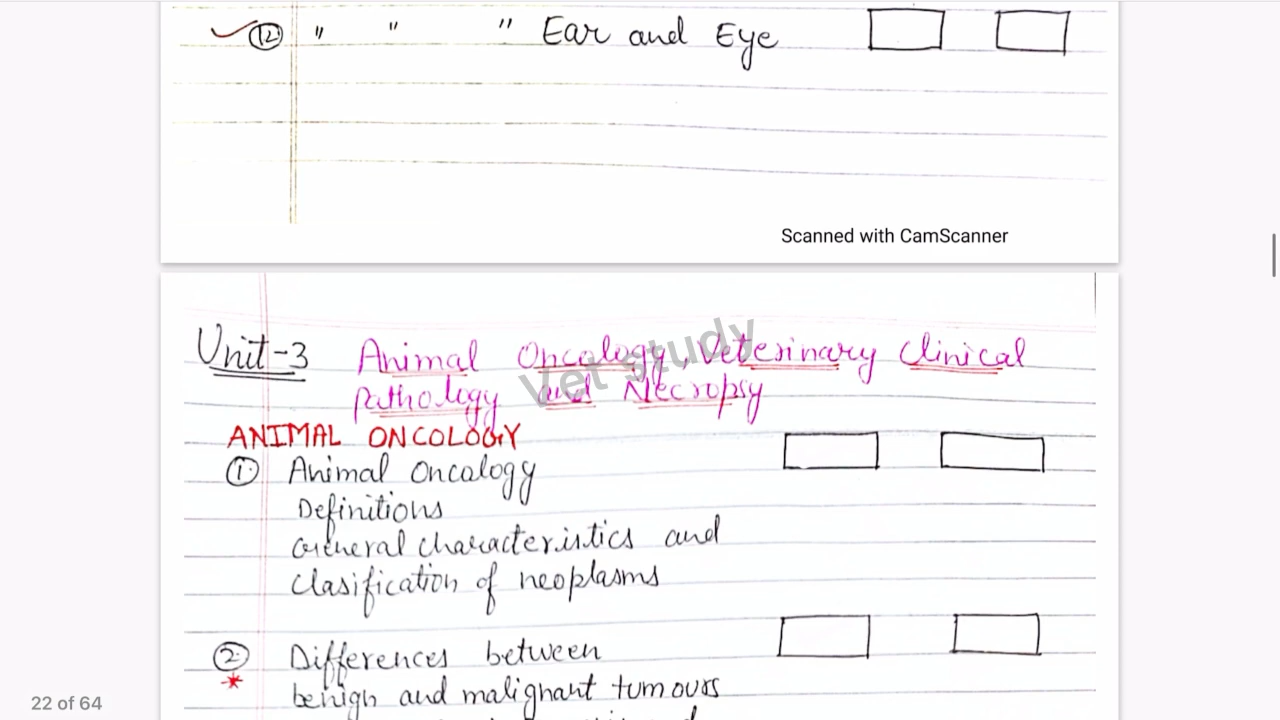 12 " " " Ear and Eye
Scanned with CamScanner
Unit-3 Animal Oncology, Veterinary Clinical
Pathology and Necropsy
Vet study
ANIMAL ONCOLOGY
1. Animal Oncology
Definitions
General characteristics and
Clasification of neoplasms
2. Differences between
* benign and malignant tumours
22 of 64